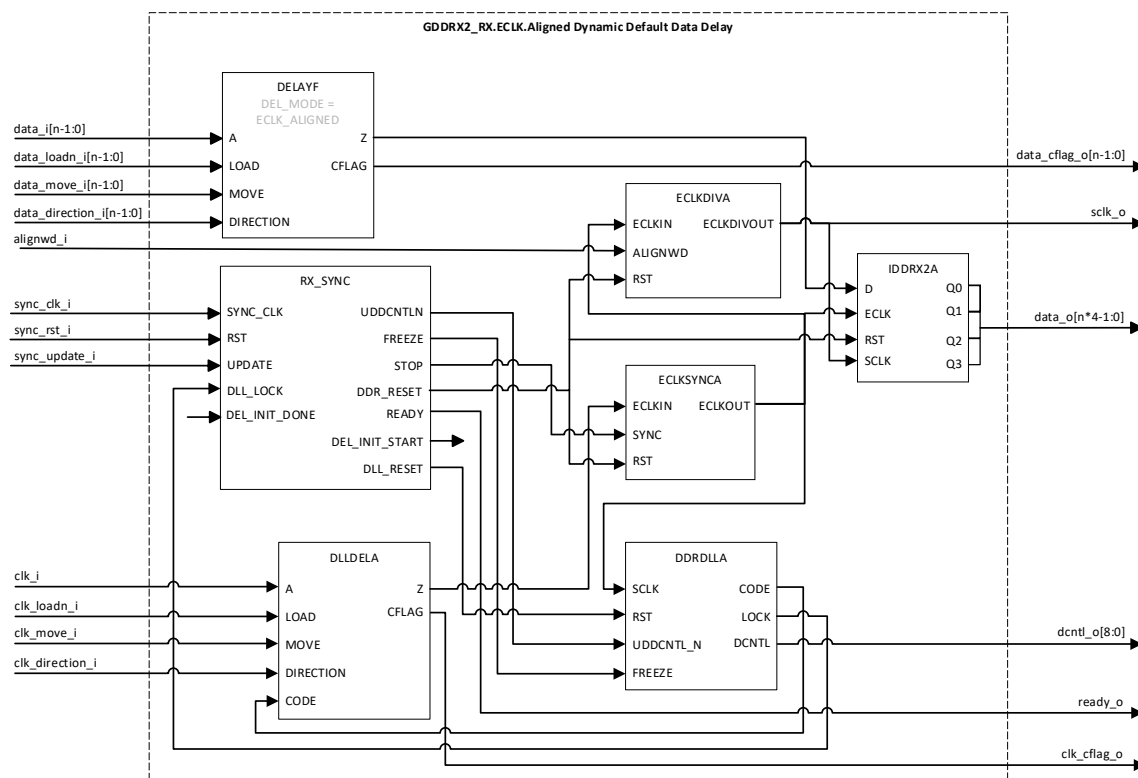 GDDRX2_RX.ECLK.Aligned Dynamic Default Data Delay
DELAYF
DEL_MODE =
ECLK_ALIGNED
data_i[n-1:0]
A
Z
data_loadn_i[n-1:0]
LOAD
CFLAG
data_cflag_o[n-1:0]
data_move_i[n-1:0]
MOVE
data_direction_i[n-1:0]
DIRECTION
alignwd_i
ECLKDIVA
ECLKIN
ECLKDIVOUT
sclk_o
ALIGNWD
RST
RX_SYNC
sync_clk_i
SYNC_CLK
UDDCNTLN
sync_rst_i
RST
FREEZE
sync_update_i
UPDATE
STOP
DLL_LOCK
DDR_RESET
DEL_INIT_DONE
READY
DEL_INIT_START
DLL_RESET
IDDRX2A
D
Q0
ECLK
Q1
RST
Q2
SCLK
Q3
data_o[n*4-1:0]
ECLKSYNCA
ECLKIN
ECLKOUT
SYNC
RST
DLLDELA
clk_i
A
Z
clk_loadn_i
LOAD
CFLAG
clk_move_i
MOVE
clk_direction_i
DIRECTION
CODE
DDRDLLA
SCLK
CODE
RST
LOCK
UDDCNTL_N
DCNTL
dcntl_o[8:0]
FREEZE
ready_o
clk_cflag_o